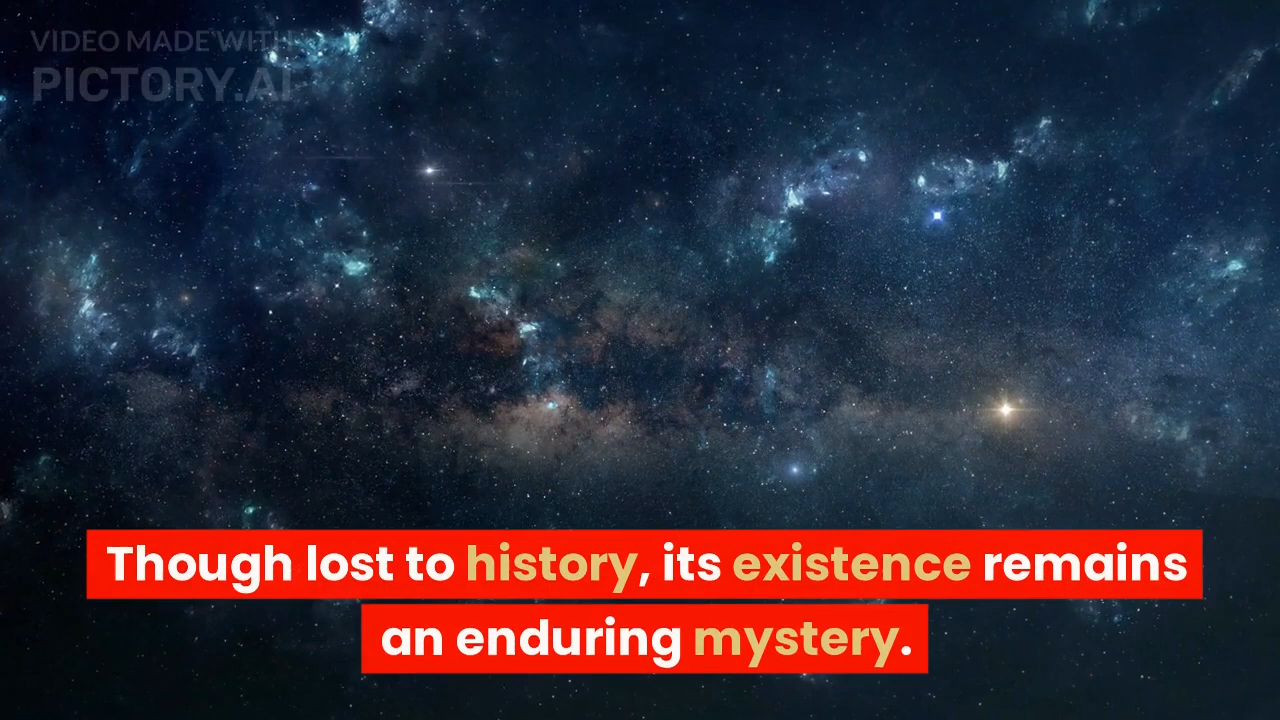 VIDEO MADE WITH
PICTORY.AI
Though lost to history, its existence remains
an enduring mystery.